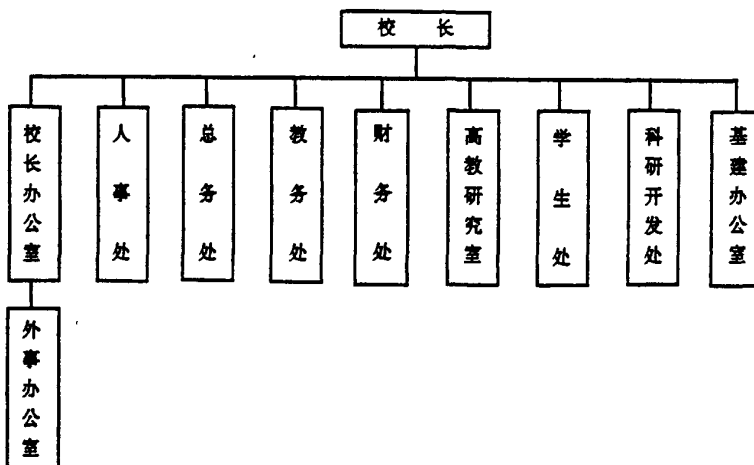 校长
校长办公室
人事处
总务处
教务处
财务处
高教研究室
学生处
科研开发处
基建办公室
外事办公室